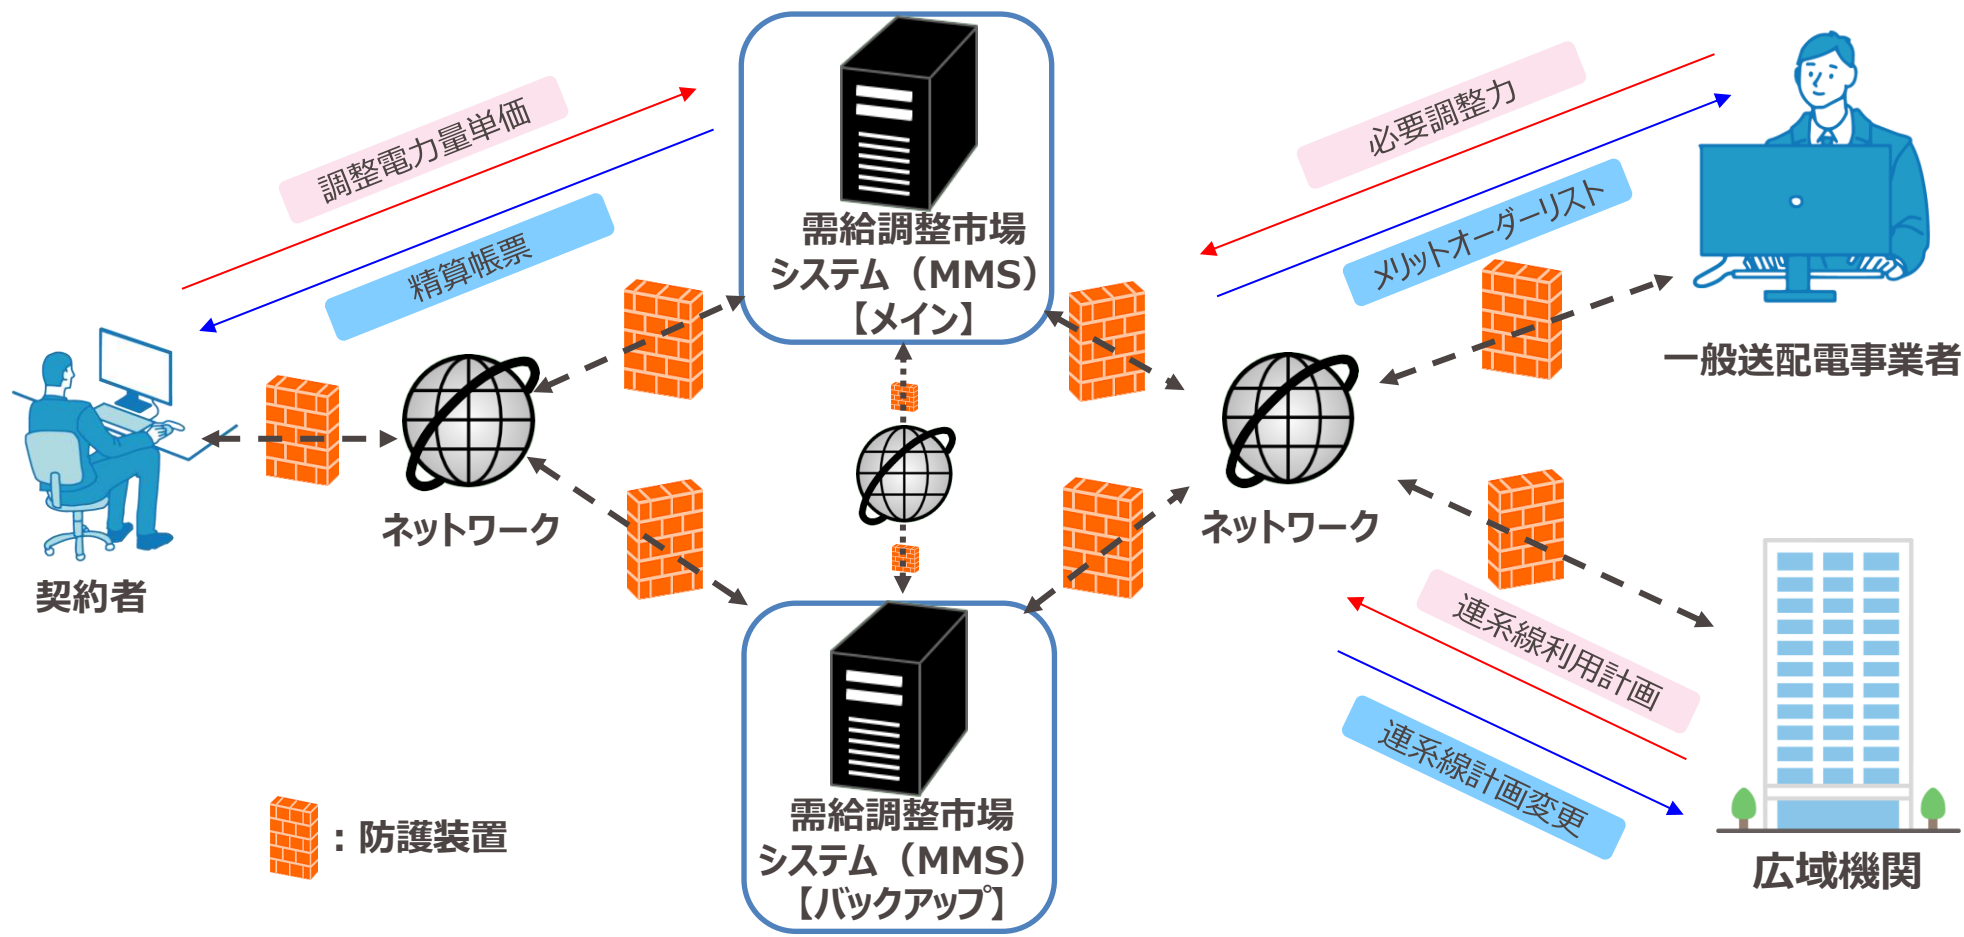 調整電力量単価
精算帳票
需給調整市場
システム（MMS）
【メイン】
必要調整力
メリットオーダーリスト
一般送配電事業者
契約者
ネットワーク
ネットワーク
連系線利用計画
連系線計画変更
需給調整市場
システム（MMS）
【バックアップ】
：防護装置
広域機関